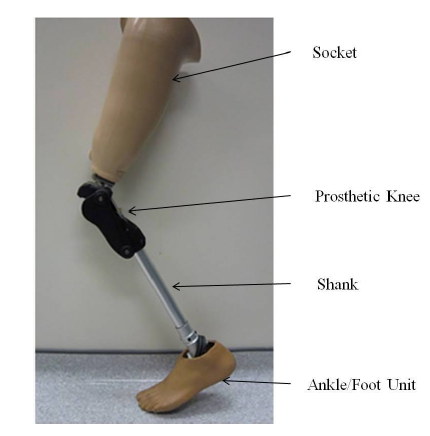 Socket
Prosthetic Knee
Shank
Ankle/Foot Unit